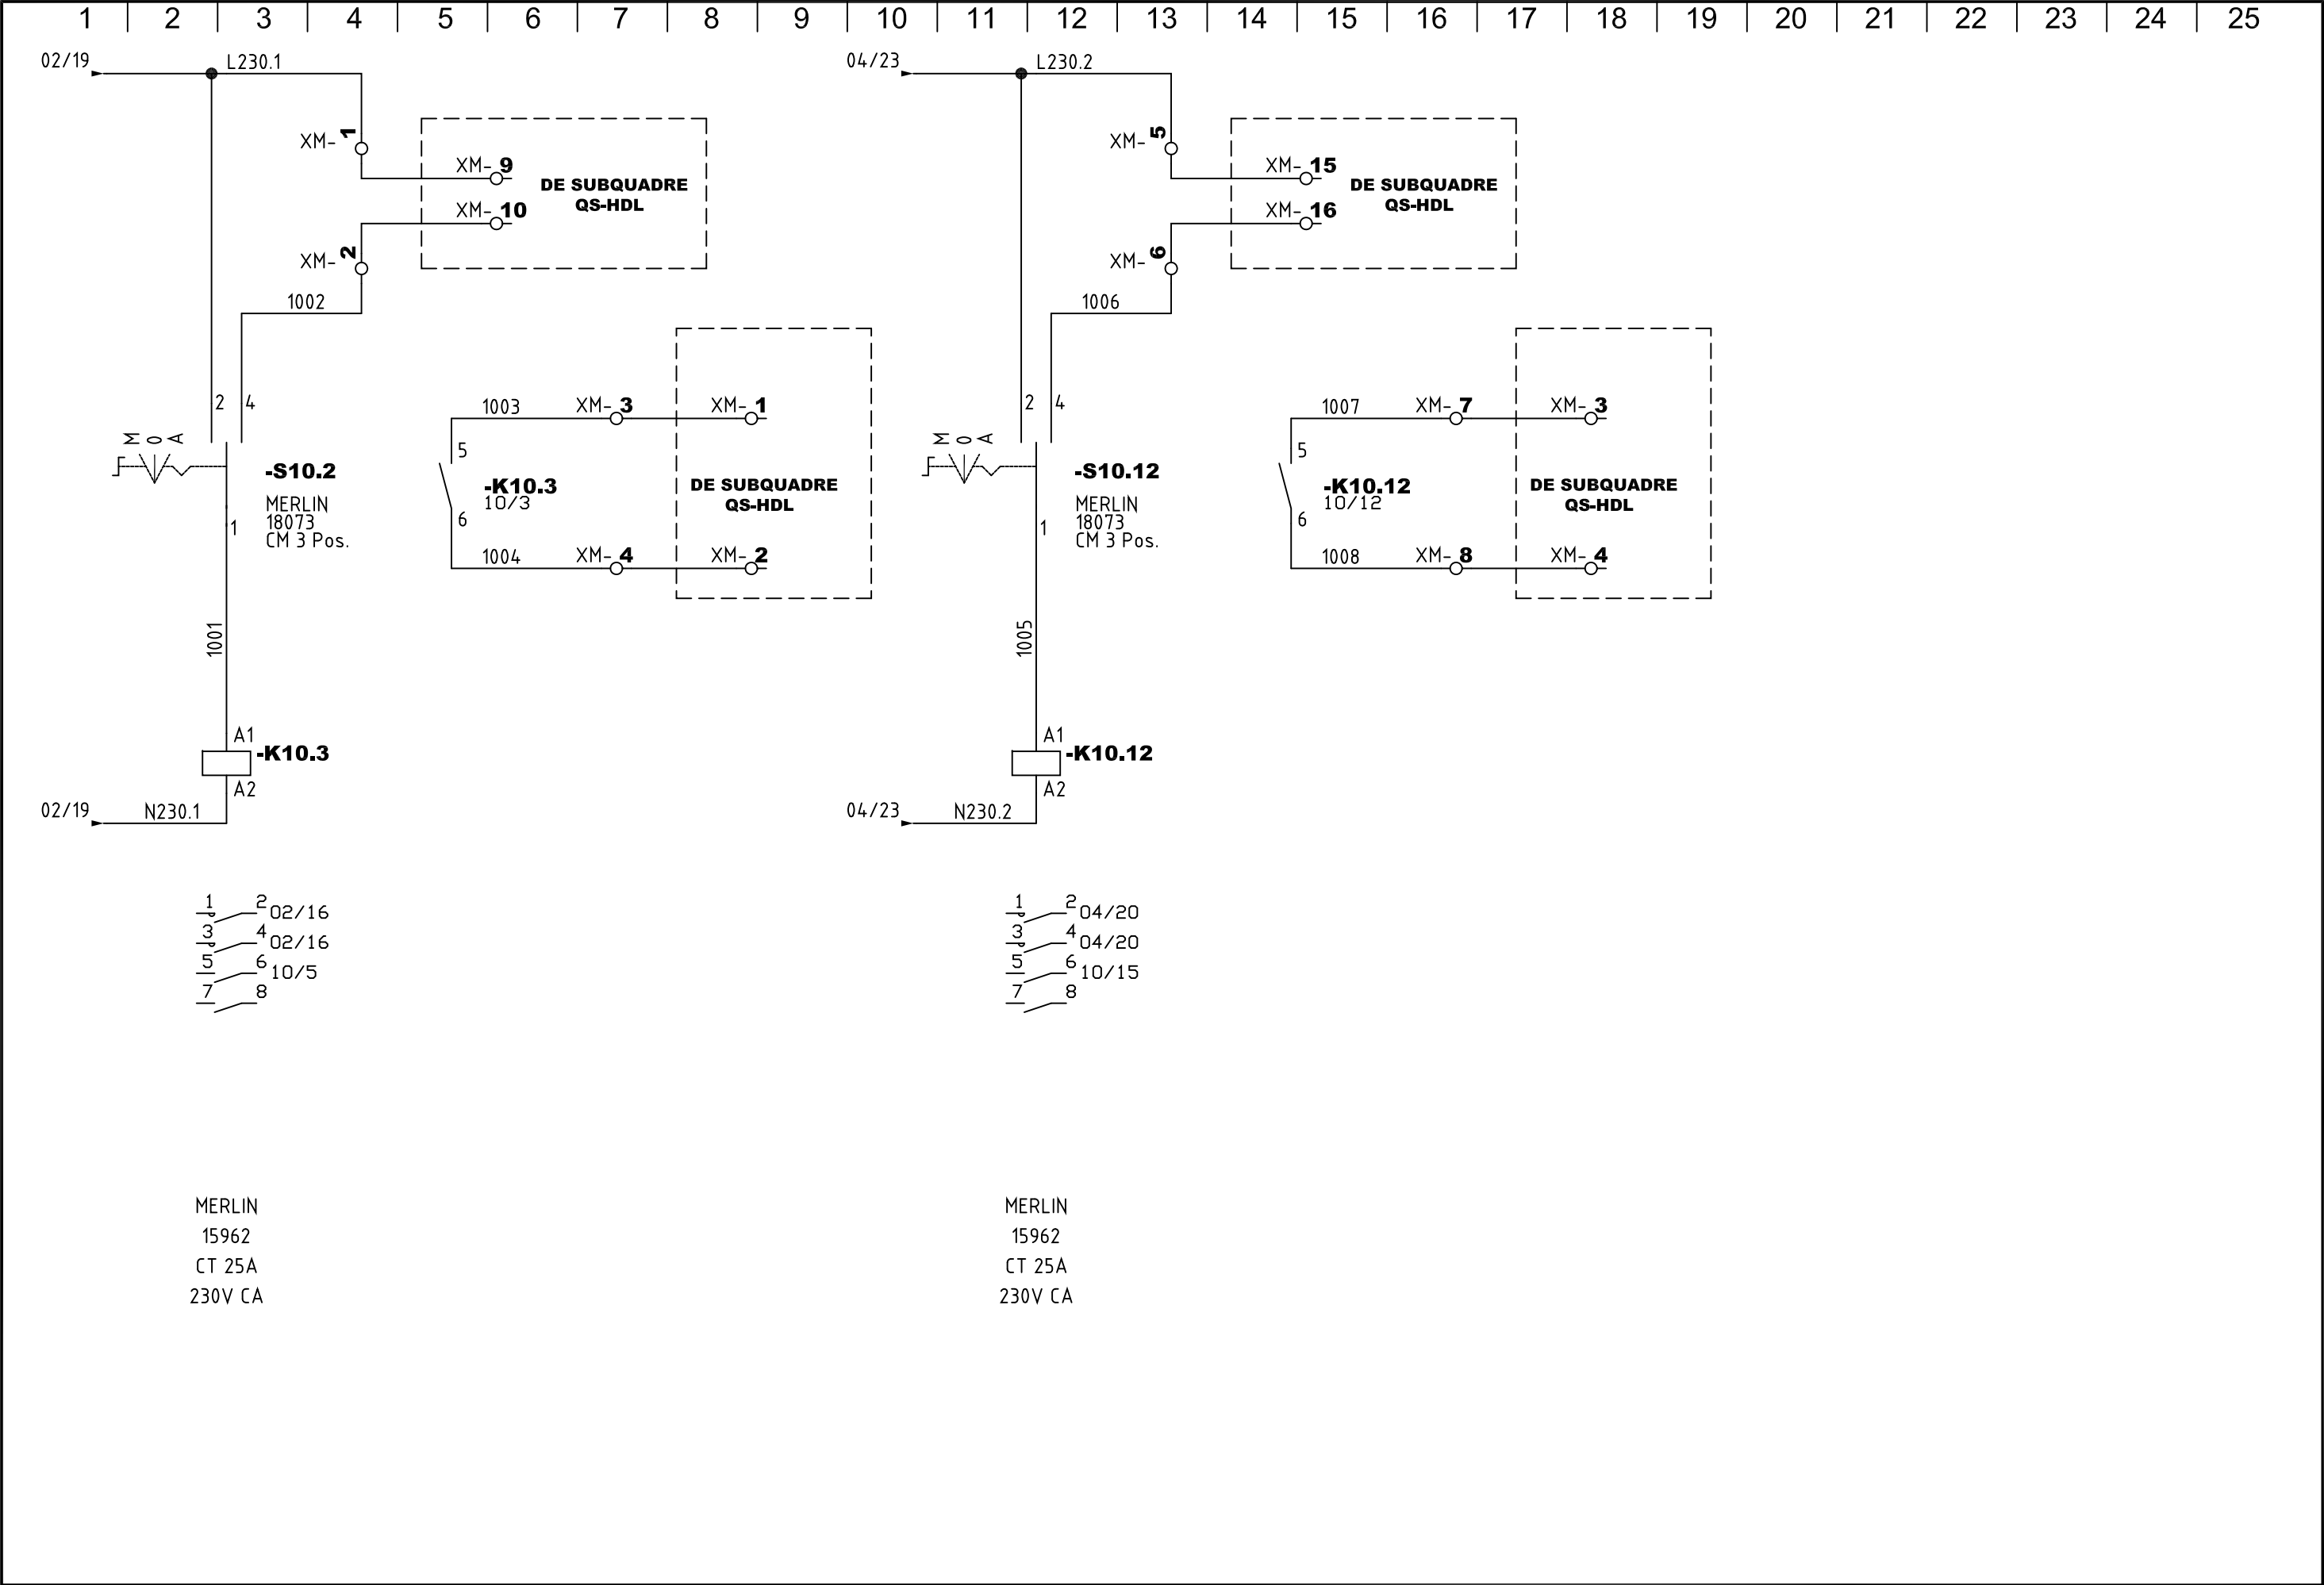 1 2 3 4 5 6 7 8 9 10 11 12 13 14 15 16 17 18 19 20 21 22 23 24 25
02/19 L230.1
XM- 1
XM- 9
DE SUBQUADRE
QS-HDL
XM- 10
XM- 2
1002
2 4
M
0
A
-S10.2
MERLIN
18073
CM 3 Pos.
1
1001
A1
-K10.3
A2
02/19 N230.1
1003 XM- 3 XM- 1
5
-K10.3
10/3
6
DE SUBQUADRE
QS-HDL
1004 XM- 4 XM- 2
1 2 02/16
3 4 02/16
5 6 10/5
7 8
MERLIN
15962
CT 25A
230V CA
04/23 L230.2
XM- 5
XM- 15
DE SUBQUADRE
QS-HDL
XM- 16
XM- 6
1006
2 4
M
0
A
-S10.12
MERLIN
18073
CM 3 Pos.
1
1005
A1
-K10.12
A2
04/23 N230.2
1007 XM- 7 XM- 3
5
-K10.12
10/12
6
DE SUBQUADRE
QS-HDL
1008 XM- 8 XM- 4
1 2 04/20
3 4 04/20
5 6 10/15
7 8
MERLIN
15962
CT 25A
230V CA